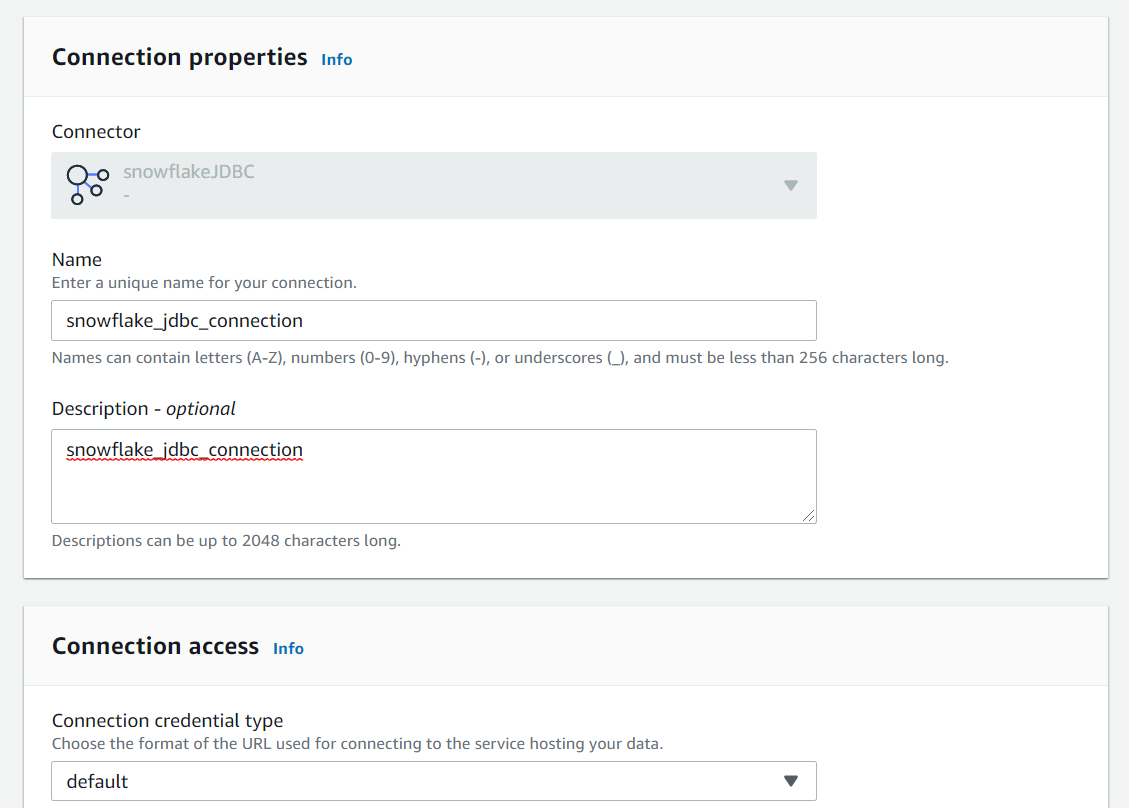 Connection properties Info
Connector
snowflakeJDBC
-
Name
Enter a unique name for your connection.
snowflake_jdbc_connection
Names can contain letters (A-Z), numbers (0-9), hyphens (-), or underscores (_), and must be less than 256 characters long.
Description - optional
snowflake_jdbc_connection
Descriptions can be up to 2048 characters long.
Connection access Info
Connection credential type
Choose the format of the URL used for connecting to the service hosting your data.
default